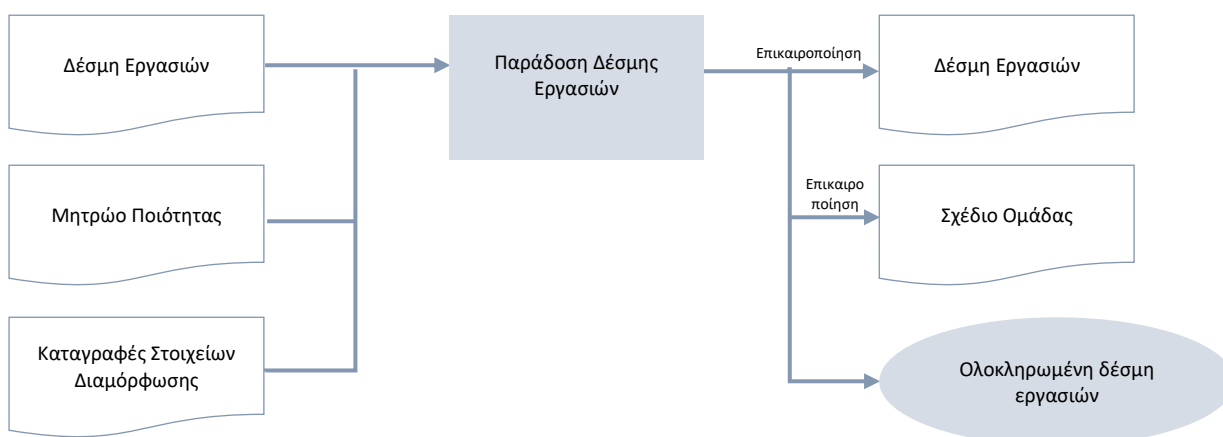 Δέσμη Εργασιών
Μητρώο Ποιότητας
Καταγραφές Στοιχείων
Διαμόρφωσης
Παράδοση Δέσμης
Εργασιών
Επικαιροποίηση
Δέσμη Εργασιών
Επικαιρο
ποίηση
Σχέδιο Ομάδας
Ολοκληρωμένη δέσμη
εργασιών